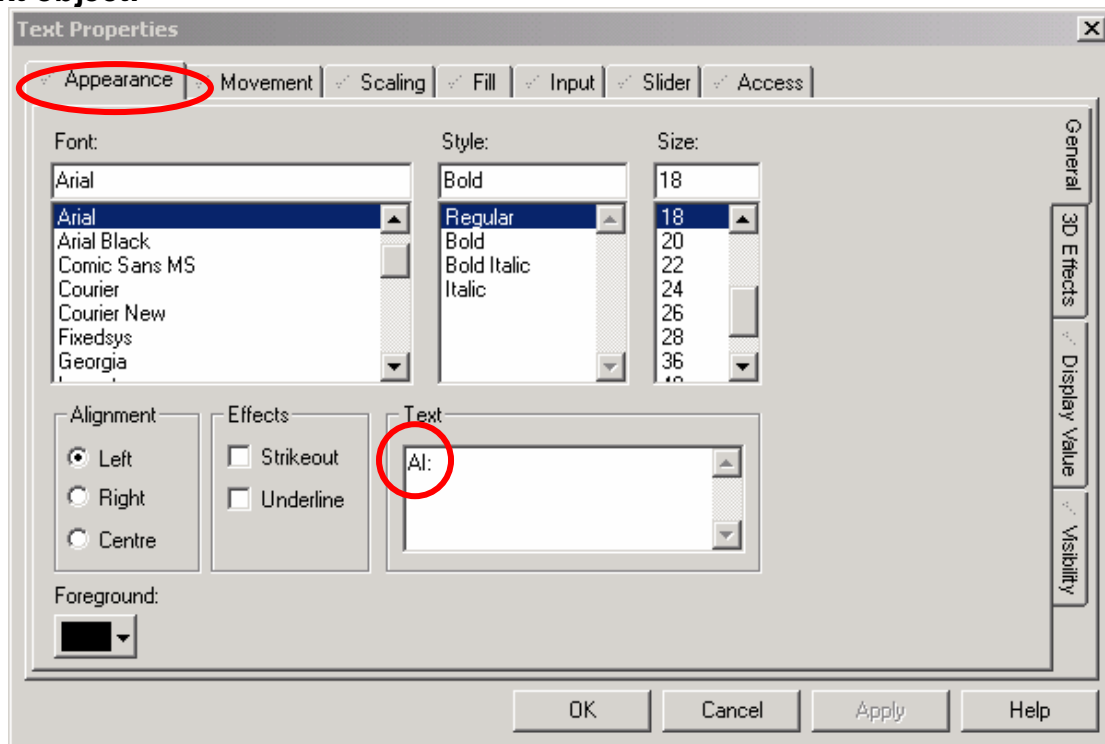 Text Properties
Appearance Movement Scaling Fill Input Slider Access
General
3D Effects
Display Value
Visibility
Font: Style: Size:
Arial Bold 18
Arial Regular 18
Arial Black Bold 20
Comic Sans MS Bold Italic 22
Courier Italic 24
Courier New 26
Fixedsys 28
Georgia 36
Alignment Effects Text
Left Strikeout AI:
Right Underline
Centre
Foreground:
OK Cancel Apply Help